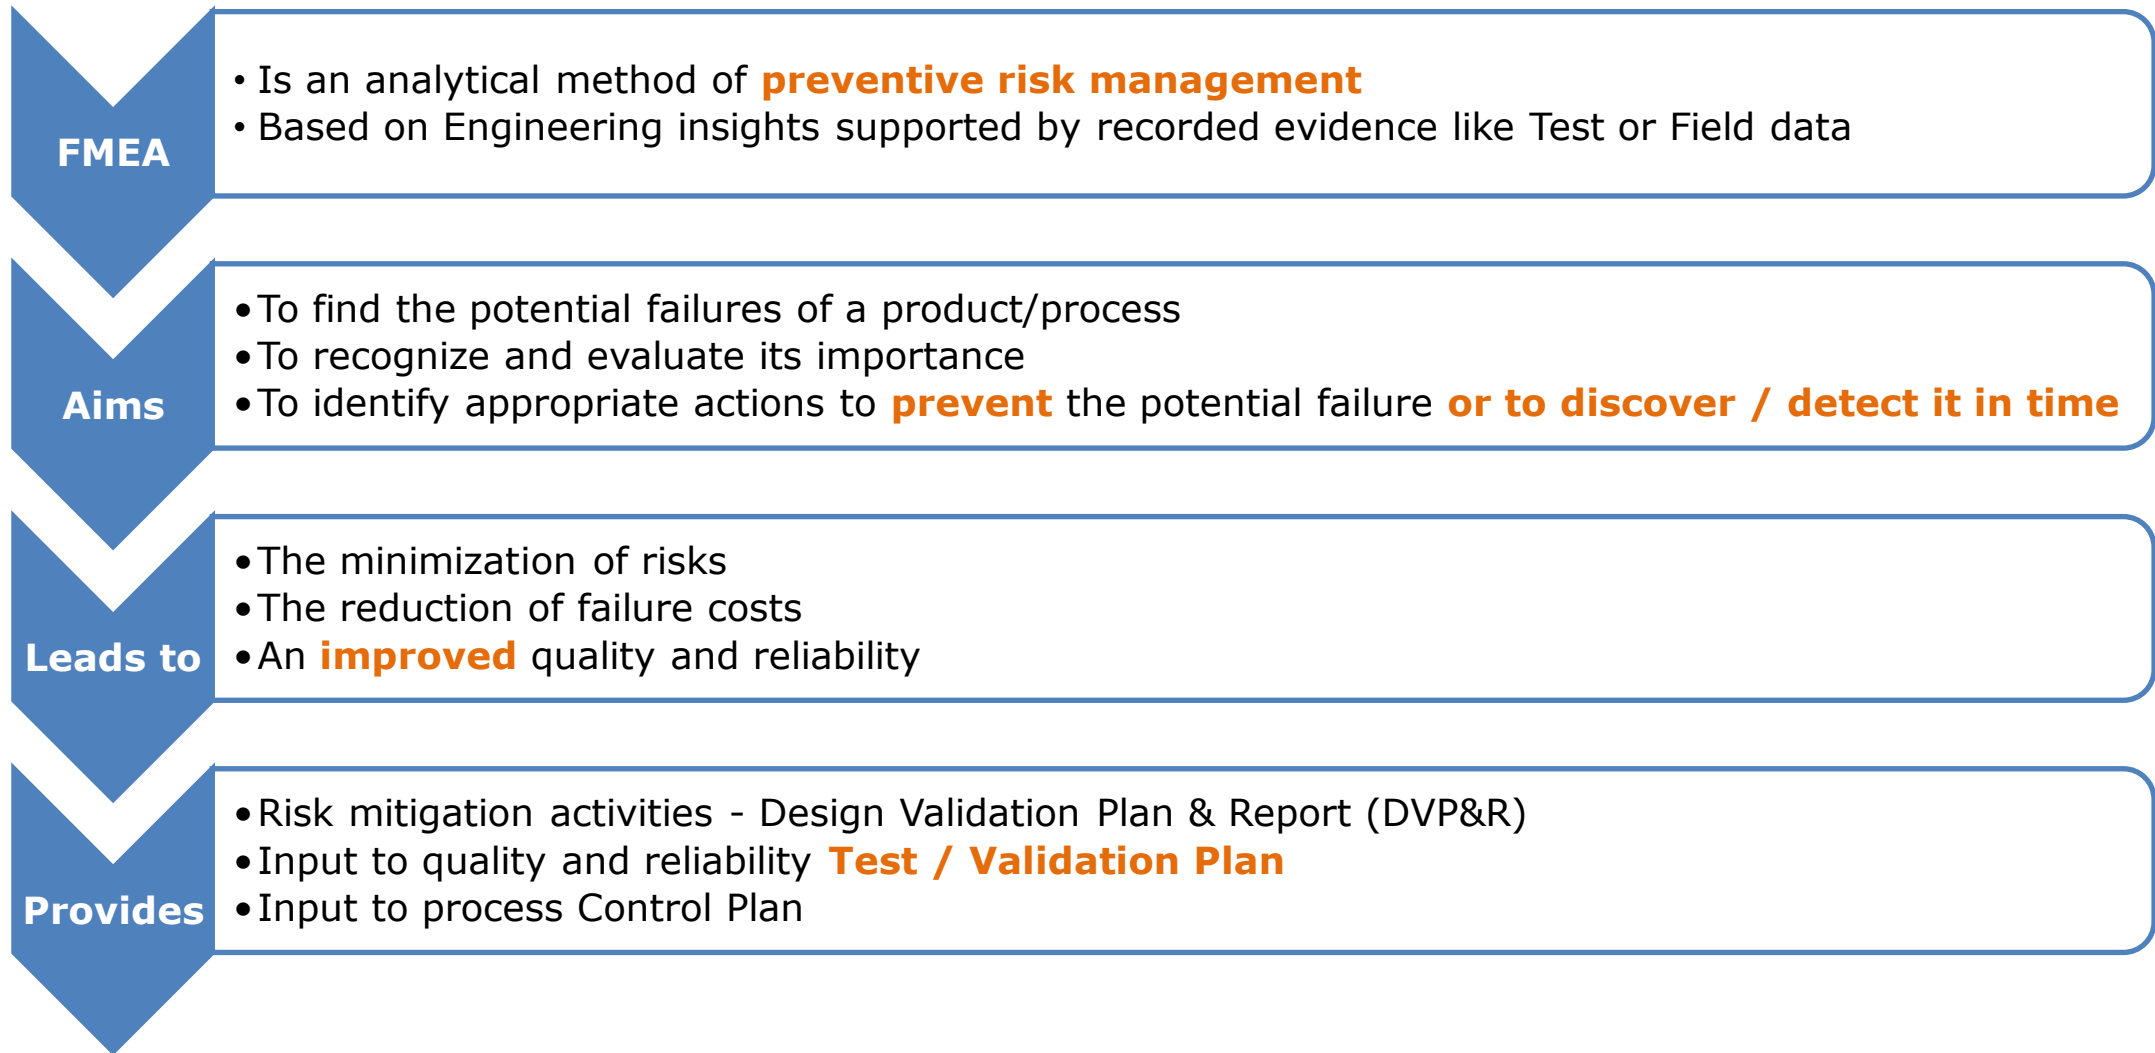 FMEA
• Is an analytical method of preventive risk management
• Based on Engineering insights supported by recorded evidence like Test or Field data
Aims
• To find the potential failures of a product/process
• To recognize and evaluate its importance
• To identify appropriate actions to prevent the potential failure or to discover / detect it in time
Leads to
• The minimization of risks
• The reduction of failure costs
• An improved quality and reliability
Provides
• Risk mitigation activities - Design Validation Plan & Report (DVP&R)
• Input to quality and reliability Test / Validation Plan
• Input to process Control Plan